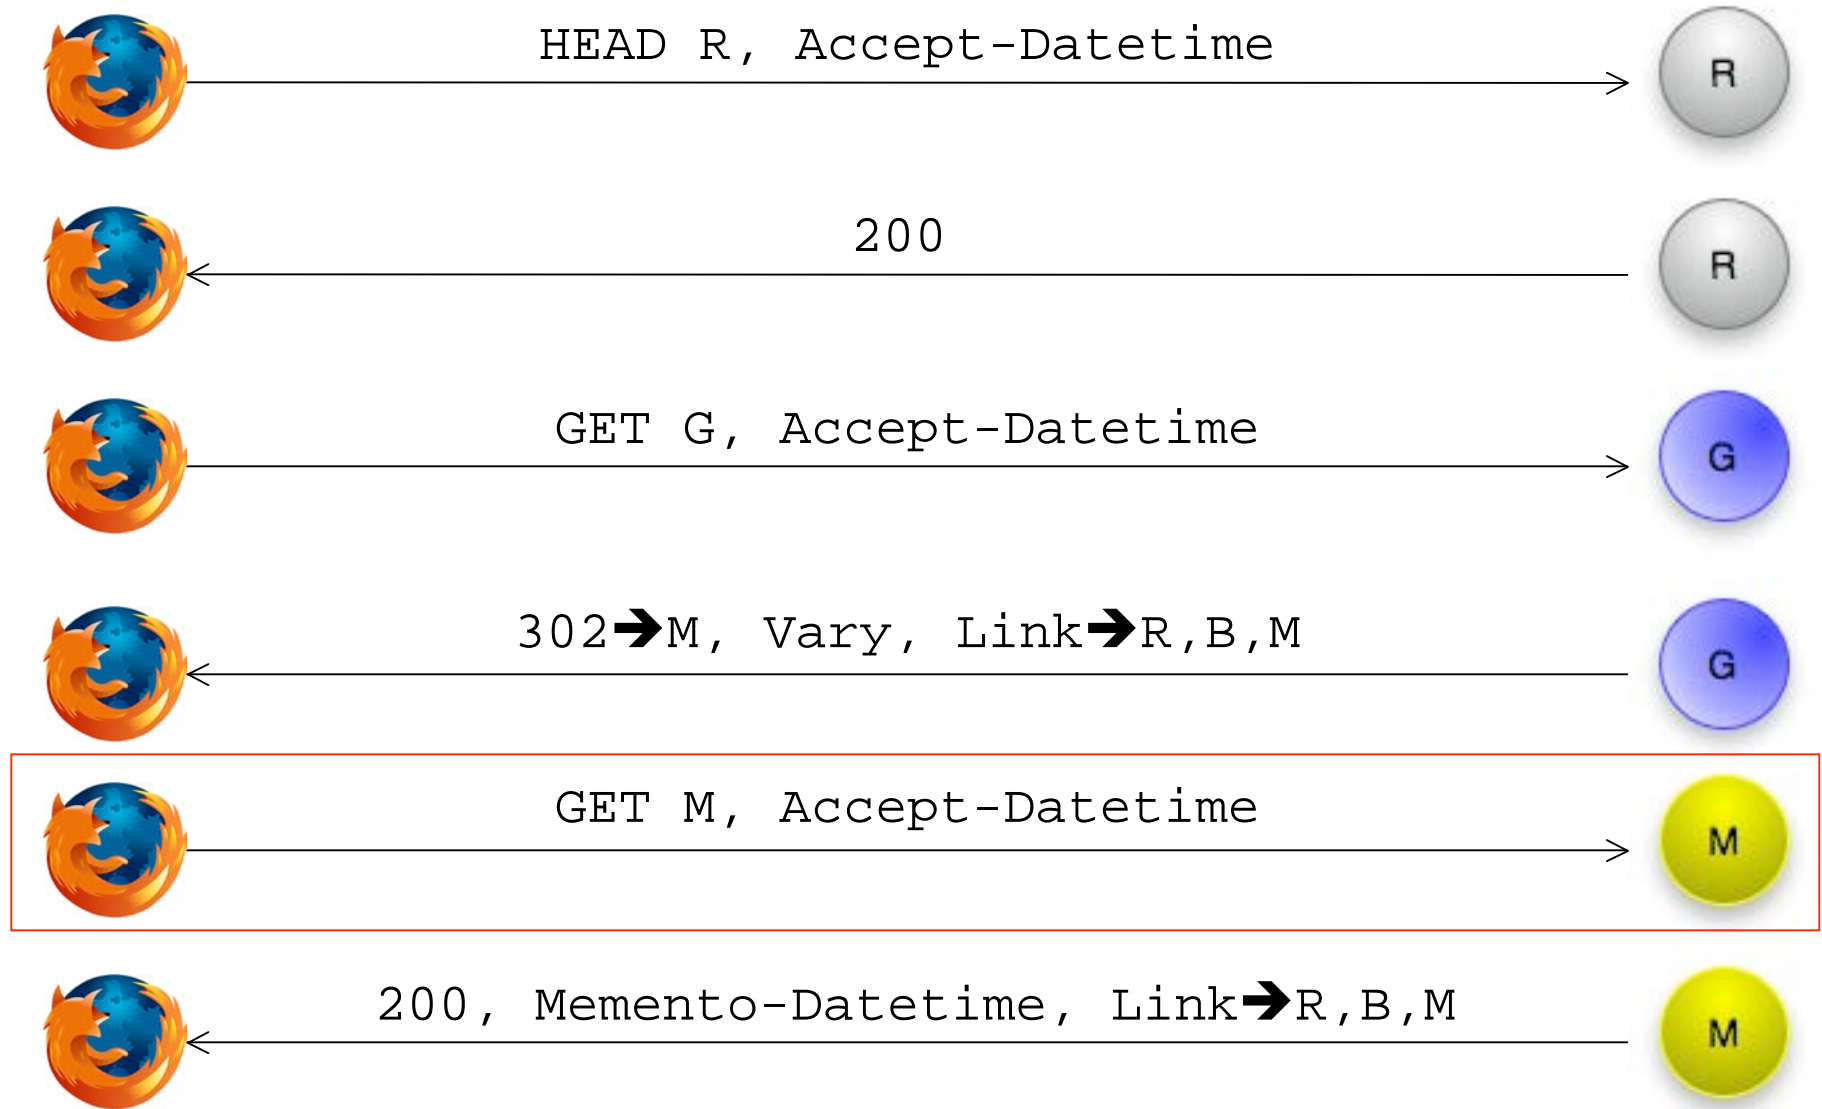 HEAD R, Accept-Datetime
R
200
R
GET G, Accept-Datetime
G
302➔M, Vary, Link➔R,B,M
G
GET M, Accept-Datetime
M
200, Memento-Datetime, Link➔R,B,M
M